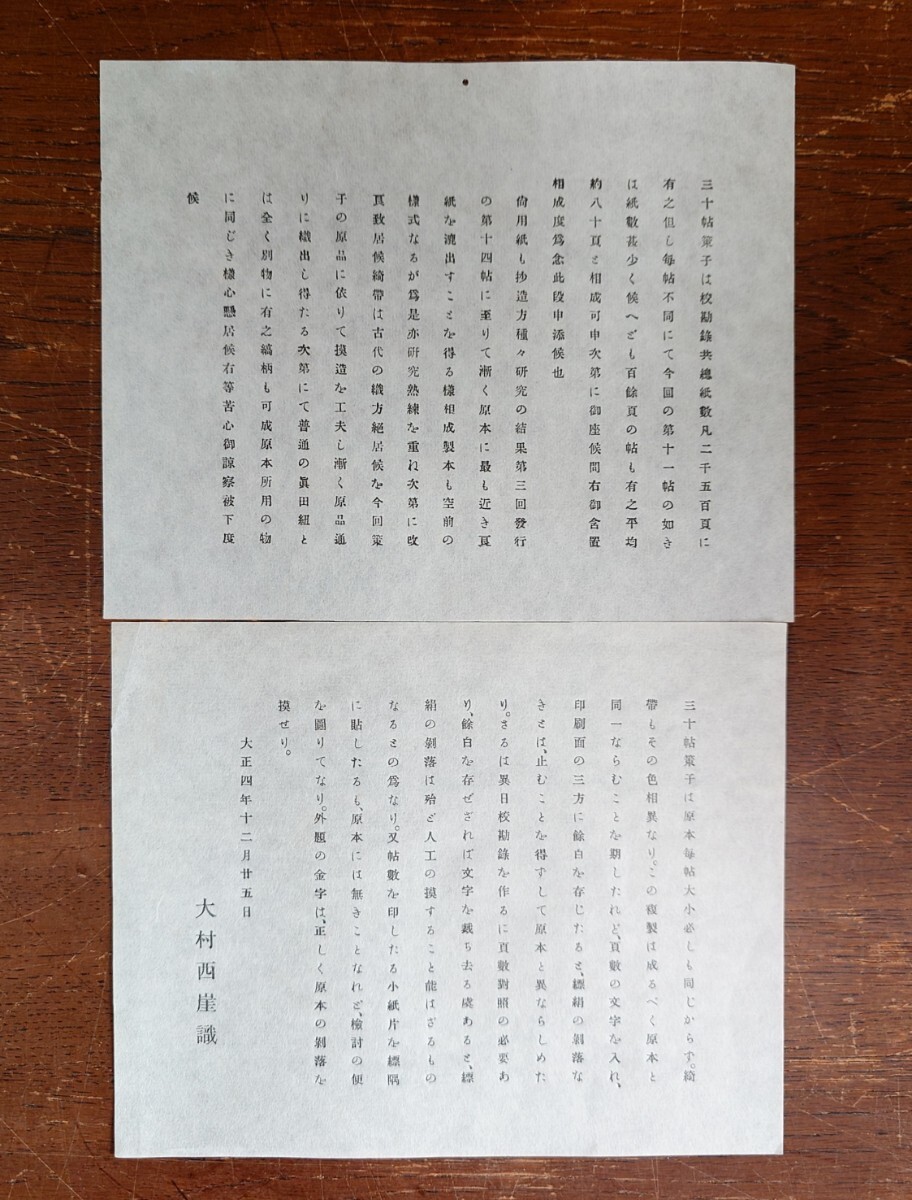 三十帖策子は校勘錄共總紙數凡二千五百頁に
有之但し每帖不同にて今囘の第十一帖の如き
は紙數甚少く候へども百餘頁の帖も有之平均
約八十頁と相成可申次第に御座候間右御含置
相成度爲念此段申添候也
尙用紙も抄造方種々硏究の結果第三囘發行
の第十四帖に至りて漸く原本に最も近き頁
紙を漉出すことを得る樣相成製本も空前の
樣式なるが爲是亦硏究熟練を重ね次第に改
眞致居候綺帶は古代の織方絕居候を今囘策
子の原品に依りて摸造を工夫し漸く原品通
りに織出し得たる次第にて普通の眞田紐と
は全く別物に有之縞柄も可成原本所用の物
に同じき樣心懸居候右等苦心御諒察被下度
候
三十帖策子は原本每帖大小必しも同じからず。綺
帶もその色相異なり。この複製は成るべく原本と
同一ならむことを期したれど、頁數の文字を入れ、
印刷面の三方に餘白を存じたると、縹絹の剝落な
きとは、止むことを得ずして原本と異ならしめた
り。さるは異日校勘錄を作るに頁數對照の必要あ
り、餘白を存ぜざれば文字を截ち去る虞あると、縹
絹の剝落は殆ど人工の摸すること能はざるもの
なるとの爲なり。又帖數を印したる小紙片を縹隅
に貼したるも、原本には無きことなれど、檢討の便
を圖りてなり。外題の金字は、正しく原本の剝落を
摸せり。
大正四年十二月廿五日
大村西崖識